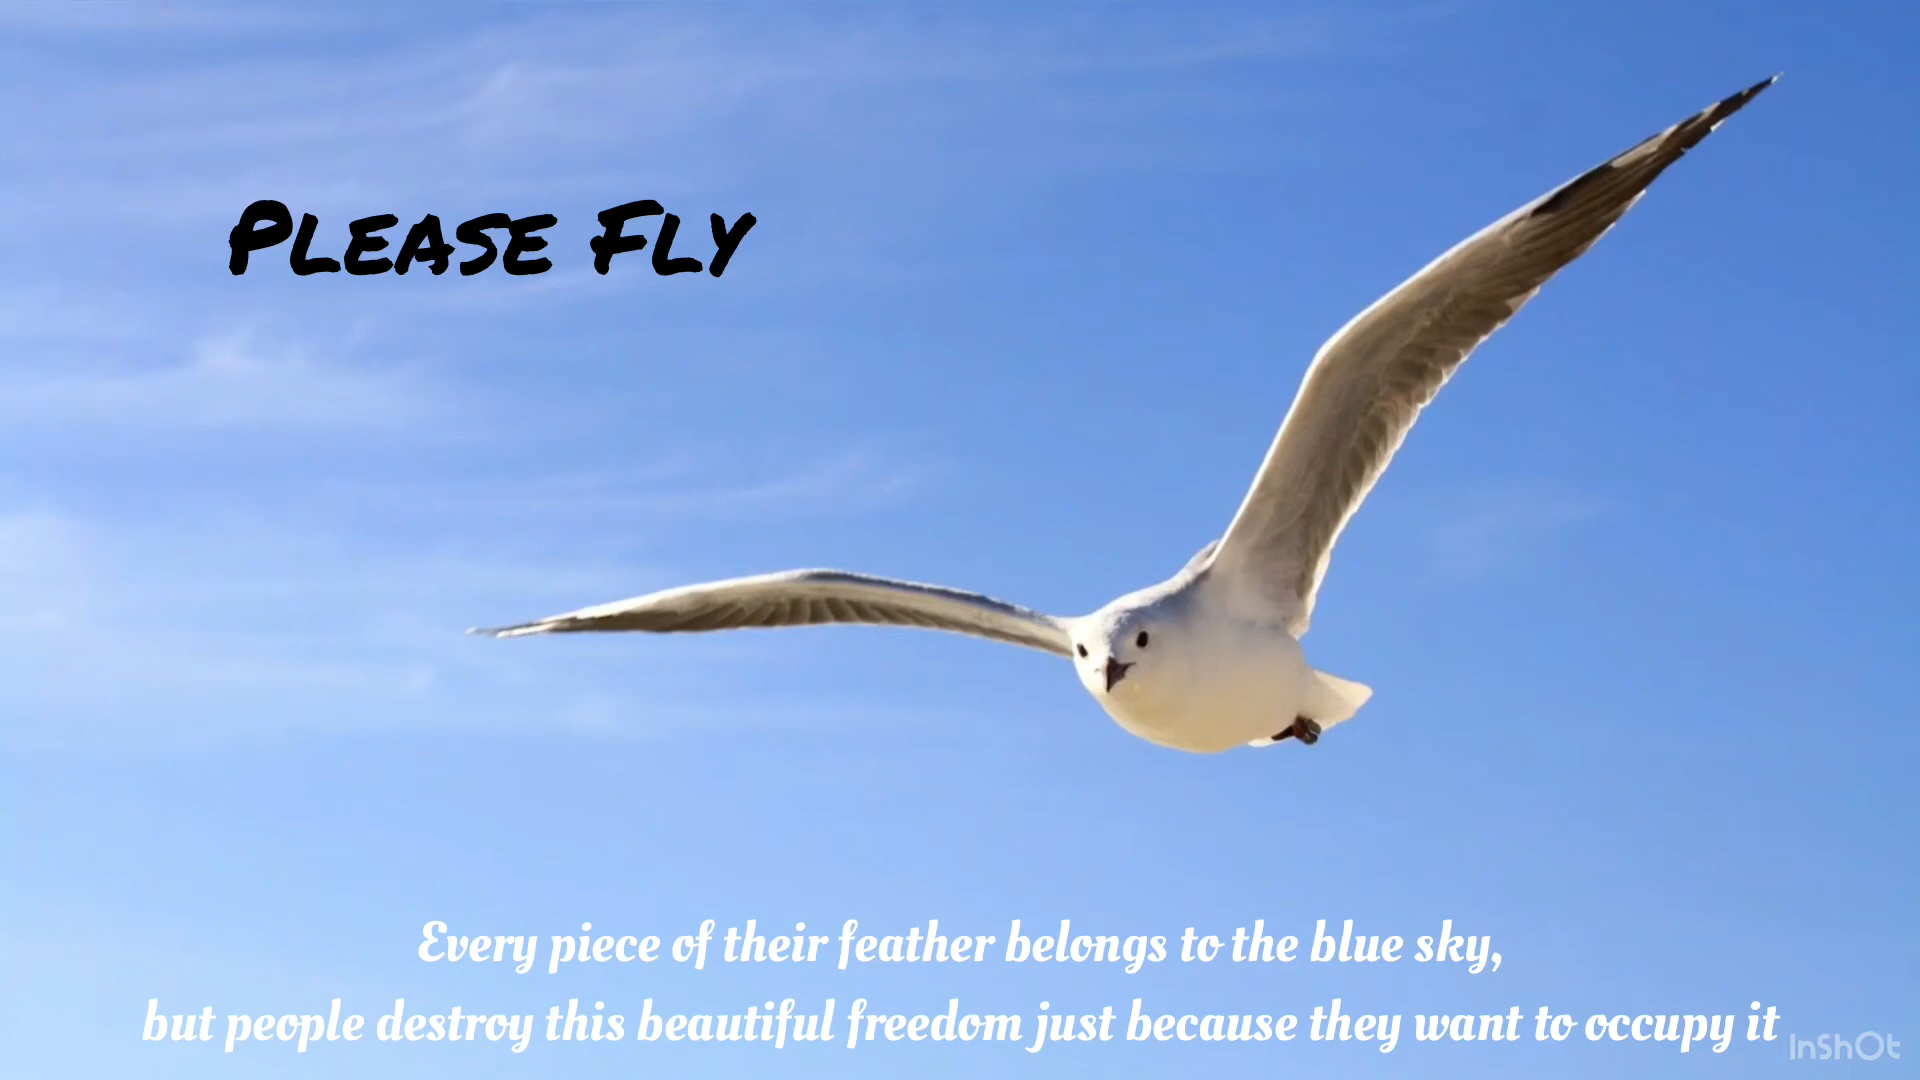 Please Fly
Every piece of their feather belongs to the blue sky,
but people destroy this beautiful freedom just because they want to occupy it
InShOt